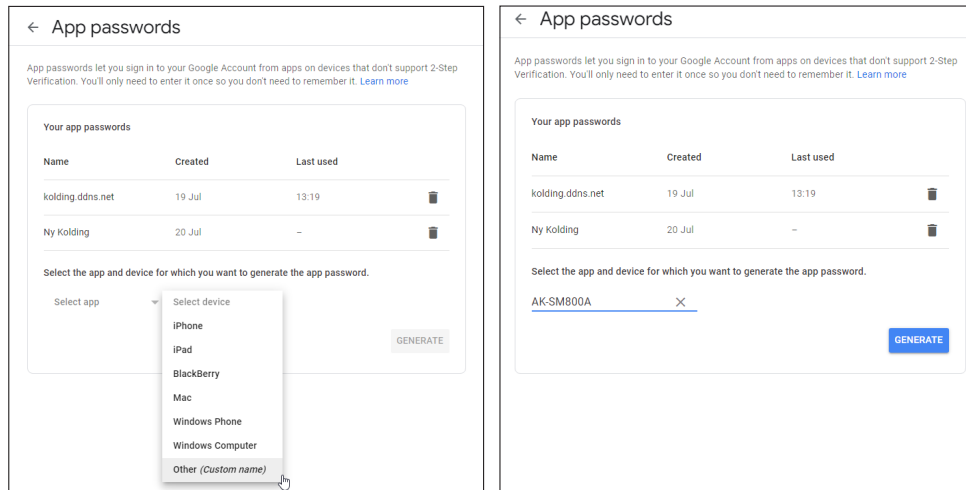 ← App passwords
App passwords let you sign in to your Google Account from apps on devices that don't support 2-Step
Verification. You'll only need to enter it once so you don't need to remember it. Learn more
Your app passwords
Name Created Last used
kolding.ddns.net 19 Jul 13:19
Ny Kolding 20 Jul –
Select the app and device for which you want to generate the app password.
Select app Select device
iPhone
iPad
BlackBerry
Mac
Windows Phone
Windows Computer
Other (Custom name)
GENERATE
← App passwords
App passwords let you sign in to your Google Account from apps on devices that don't support 2-Step
Verification. You'll only need to enter it once so you don't need to remember it. Learn more
Your app passwords
Name Created Last used
kolding.ddns.net 19 Jul 13:19
Ny Kolding 20 Jul –
Select the app and device for which you want to generate the app password.
AK-SM800A
GENERATE